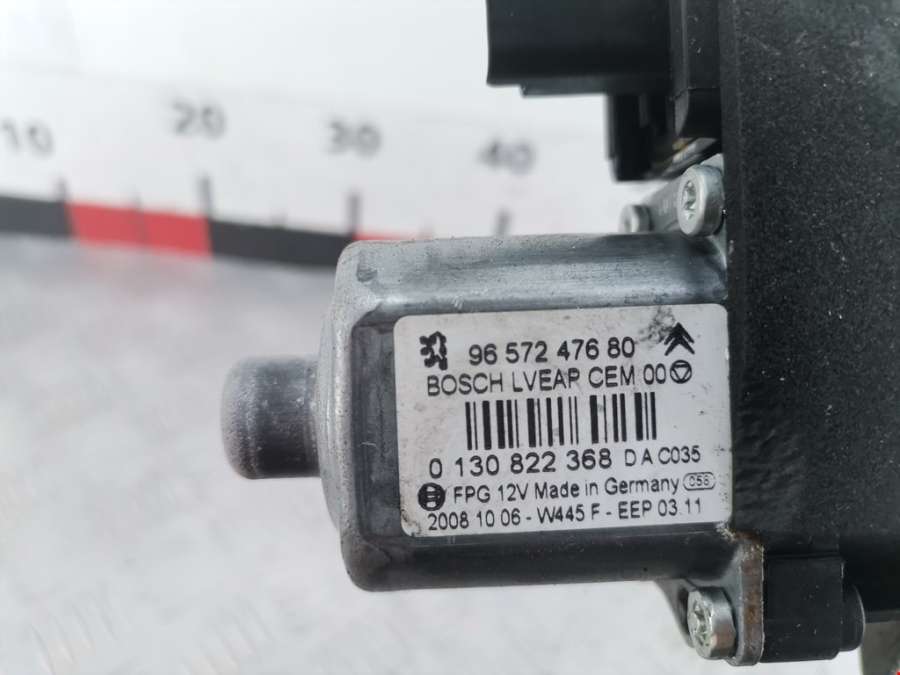 10 20 30 40
96 572 476 80
BOSCH LVEAP CEM 00
0 130 822 368 D A C035
FPG 12V Made in Germany C58
2008 10 06 - W445 F - EEP 03.11